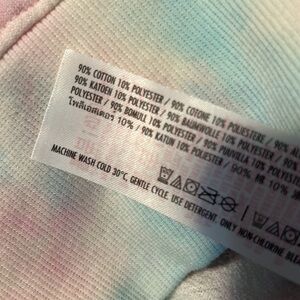 90% COTTON 10% POLYESTER / 90% COTONE 10% POLIESTERE / 90%
90% KATOEN 10% POLYESTER / 90% BAUMWOLLE 10% POLYESTER
POLYESTER / 90% BOMULL 10% POLYESTER / 90% PUUVILLA 10%
10% / 90% KATUN 10% POLIESTER / 90% 10%
MACHINE WASH COLD 30°C, GENTLE CYCLE. USE DETERGENT. ONLY NON-CHLORINE